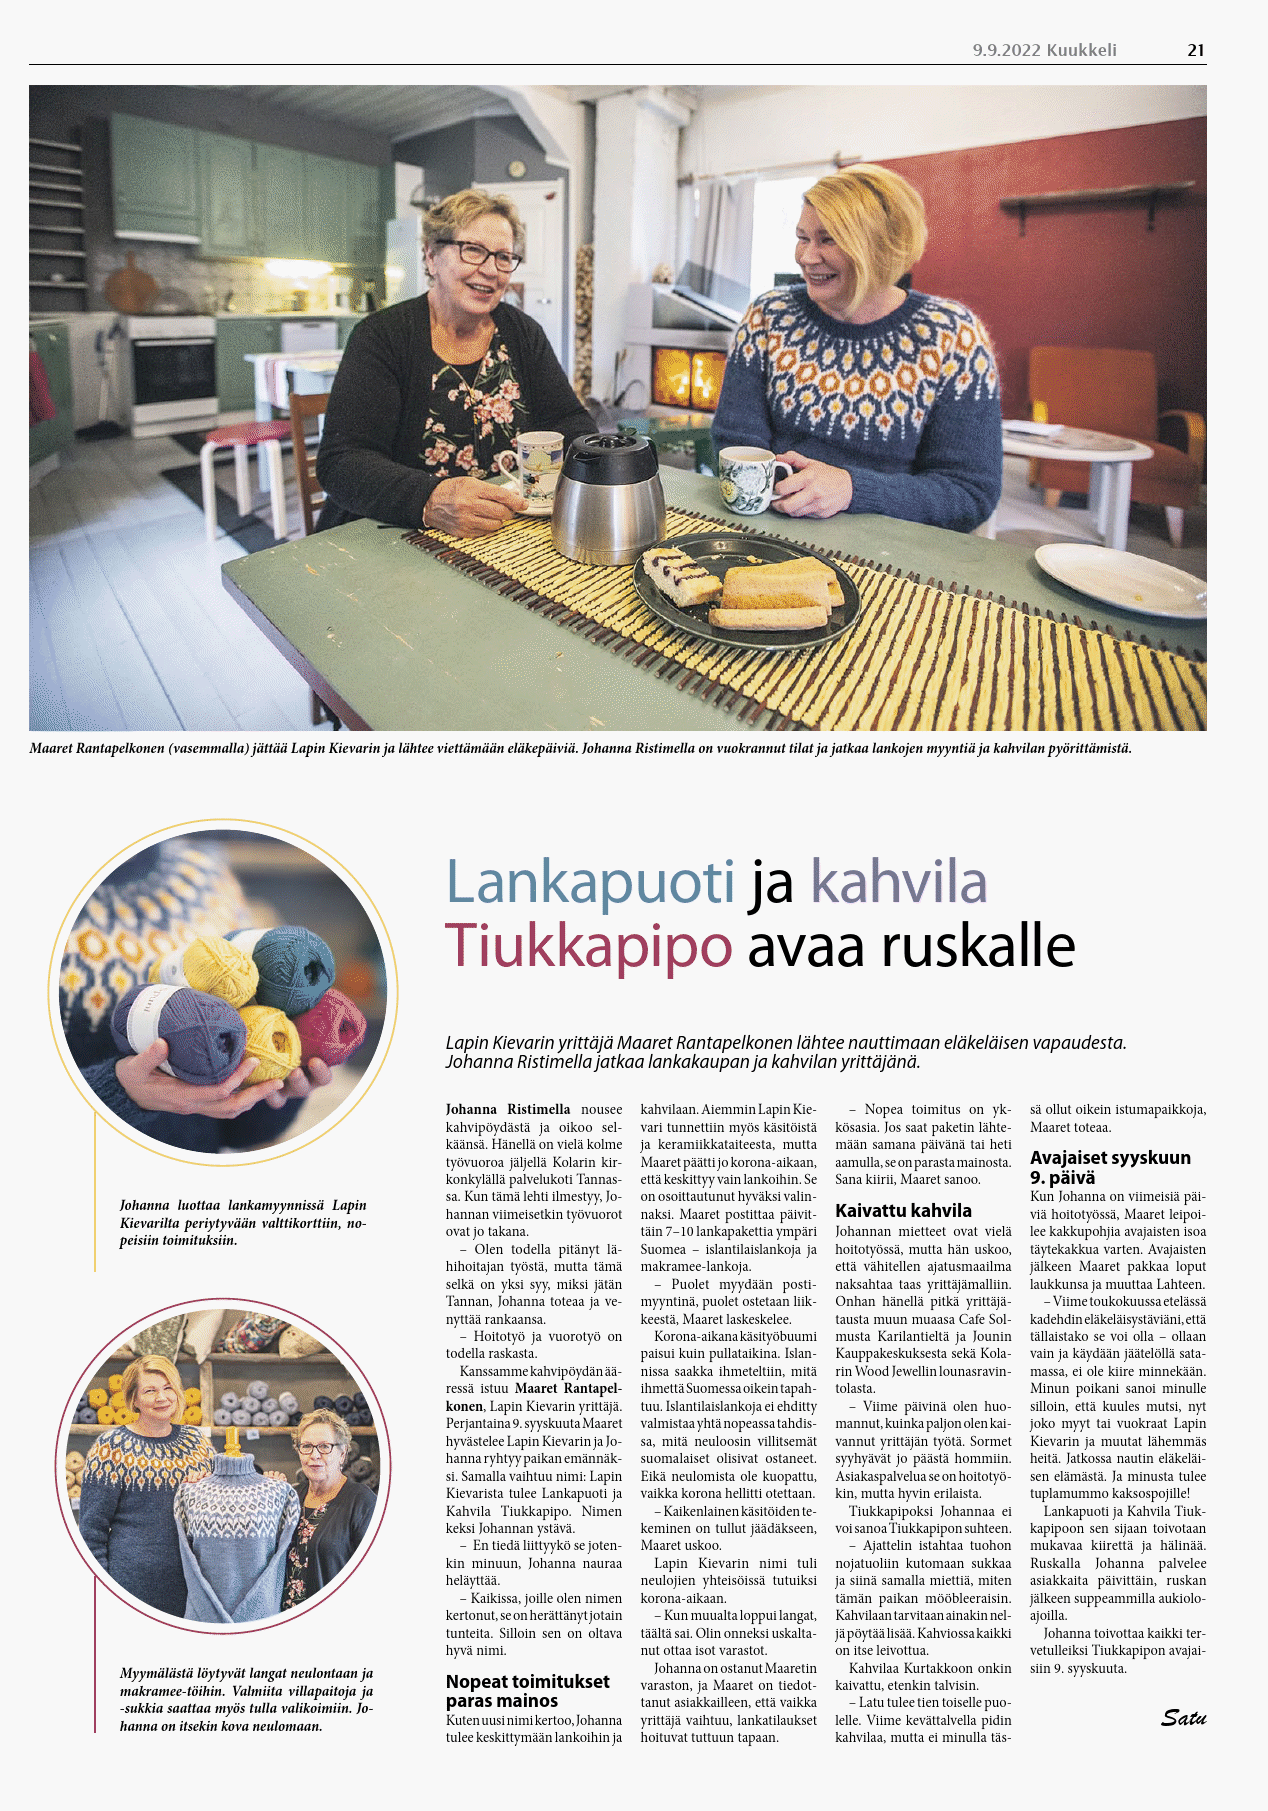 9.9.2022 Kuukkeli 21
Maaret Rantapelkonen (vasemmalla) jättää Lapin Kievarin ja lähtee viettämään eläkepäiviä. Johanna Ristimella on vuokrannut tilat ja jatkaa lankojen myyntiä ja kahvilan pyörittämistä.
Johanna luottaa lankamyynnissä Lapin
Kievarilta periytyvään valttikorttiin, no-
peisiin toimituksiin.
Myymälästä löytyvät langat neulontaan ja
makramee-töihin. Valmiita villapaitoja ja
-sukkia saattaa myös tulla valikoimiin. Jo-
hanna on itsekin kova neulomaan.
Lankapuoti ja kahvila
Tiukkapipo avaa ruskalle
Lapin Kievarin yrittäjä Maaret Rantapelkonen lähtee nauttimaan eläkeläisen vapaudesta.
Johanna Ristimella jatkaa lankakaupan ja kahvilan yrittäjänä.
Johanna Ristimella nousee
kahvipöydästä ja oikoo sel-
käänsä. Hänellä on vielä kolme
työvuoroa jäljellä Kolarin kir-
konkylällä palvelukoti Tannas-
sa. Kun tämä lehti ilmestyy, Jo-
hannan viimeisetkin työvuorot
ovat jo takana.
– Olen todella pitänyt lä-
hihoitajan työstä, mutta tämä
selkä on yksi syy, miksi jätän
Tannan, Johanna toteaa ja ve-
nyttää rankaansa.
– Hoitotyö ja vuorotyö on
todella raskasta.
Kanssamme kahvipöydän ää-
ressä istuu Maaret Rantapel-
konen, Lapin Kievarin yrittäjä.
Perjantaina 9. syyskuuta Maaret
hyvästelee Lapin Kievarin ja Jo-
hanna ryhtyy paikan emännäk-
si. Samalla vaihtuu nimi: Lapin
Kievarista tulee Lankapuoti ja
Kahvila Tiukkapipo. Nimen
keksi Johannan ystävä.
– En tiedä liittyykö se joten-
kin minuun, Johanna nauraa
heläyttää.
– Kaikissa, joille olen nimen
kertonut, se on herättänyt jotain
tunteita. Silloin sen on oltava
hyvä nimi.
Nopeat toimitukset
paras mainos
Kuten uusi nimi kertoo, Johanna
tulee keskittymään lankoihin ja
kahvilaan. Aiemmin Lapin Kie-
vari tunnettiin myös käsitöistä
ja keramiikkataiteesta, mutta
Maaret päätti jo korona-aikaan,
että keskittyy vain lankoihin. Se
on osoittautunut hyväksi valin-
naksi. Maaret postittaa päivit-
täin 7–10 lankapakettia ympäri
Suomea – islantilaislankoja ja
makramee-lankoja.
– Puolet myydään posti-
myyntinä, puolet ostetaan liik-
keestä, Maaret laskeskelee.
Korona-aikana käsityöbuumi
paisui kuin pullataikina. Islan-
nissa saakka ihmeteltiin, mitä
ihmettä Suomessa oikein tapah-
tuu. Islantilaislankoja ei ehditty
valmistaa yhtä nopeassa tahdis-
sa, mitä neuloosin villitsemät
suomalaiset olisivat ostaneet.
Eikä neulomista ole kuopattu,
vaikka korona hellitti otettaan.
– Kaikenlainen käsitöiden te-
keminen on tullut jäädäkseen,
Maaret uskoo.
Lapin Kievarin nimi tuli
neulojien yhteisöissä tutuiksi
korona-aikaan.
– Kun muualta loppui langat,
täältä sai. Olin onneksi uskalta-
nut ottaa isot varastot.
Johanna on ostanut Maaretin
varaston, ja Maaret on tiedot-
tanut asiakkailleen, että vaikka
yrittäjä vaihtuu, lankatilaukset
hoituvat tuttuun tapaan.
– Nopea toimitus on yk-
kösasia. Jos saat paketin lähte-
mään samana päivänä tai heti
aamulla, se on parasta mainosta.
Sana kiirii, Maaret sanoo.
Kaivattu kahvila
Johannan mietteet ovat vielä
hoitotyössä, mutta hän uskoo,
että vähitellen ajatusmaailma
naksahtaa taas yrittäjämalliin.
Onhan hänellä pitkä yrittäjä-
tausta muun muaasa Cafe Sol-
musta Karilantieltä ja Jounin
Kauppakeskuksesta sekä Kola-
rin Wood Jewellin lounasravin-
tolasta.
– Viime päivinä olen huo-
mannut, kuinka paljon olen kai-
vannut yrittäjän työtä. Sormet
syyhyävät jo päästä hommiin.
Asiakaspalvelua se on hoitotyö-
kin, mutta hyvin erilaista.
Tiukkapipoksi Johannaa ei
voi sanoa Tiukkapipon suhteen.
– Ajattelin istahtaa tuohon
nojatuoliin kutomaan sukkaa
ja siinä samalla miettiä, miten
tämän paikan mööbleeraisin.
Kahvilaan tarvitaan ainakin nel-
jä pöytää lisää. Kahviossa kaikki
on itse leivottua.
Kahvilaa Kurtakkoon onkin
kaivattu, etenkin talvisin.
– Latu tulee tien toiselle puo-
lelle. Viime kevättalvella pidin
kahvilaa, mutta ei minulla täs-
sä ollut oikein istumapaikkoja,
Maaret toteaa.
Avajaiset syyskuun
9. päivä
Kun Johanna on viimeisiä päi-
viä hoitotyössä, Maaret leipoi-
lee kakkupohjia avajaisten isoa
täytekakkua varten. Avajaisten
jälkeen Maaret pakkaa loput
laukkunsa ja muuttaa Lahteen.
– Viime toukokuussa etelässä
kadehdin eläkeläisystäviäni, että
tällaistako se voi olla – ollaan
vain ja käydään jäätelöllä sata-
massa, ei ole kiire minnekään.
Minun poikani sanoi minulle
silloin, että kuules mutsi, nyt
joko myyt tai vuokraat Lapin
Kievarin ja muutat lähemmäs
heitä. Jatkossa nautin eläkeläi-
sen elämästä. Ja minusta tulee
tuplamummo kaksospojille!
Lankapuoti ja Kahvila Tiuk-
kapipoon sen sijaan toivotaan
mukavaa kiirettä ja hälinää.
Ruskalla Johanna palvelee
asiakkaita päivittäin, ruskan
jälkeen suppeammilla aukiolo-
ajoilla.
Johanna toivottaa kaikki ter-
vetulleiksi Tiukkapipon avajai-
siin 9. syyskuuta.
Satu